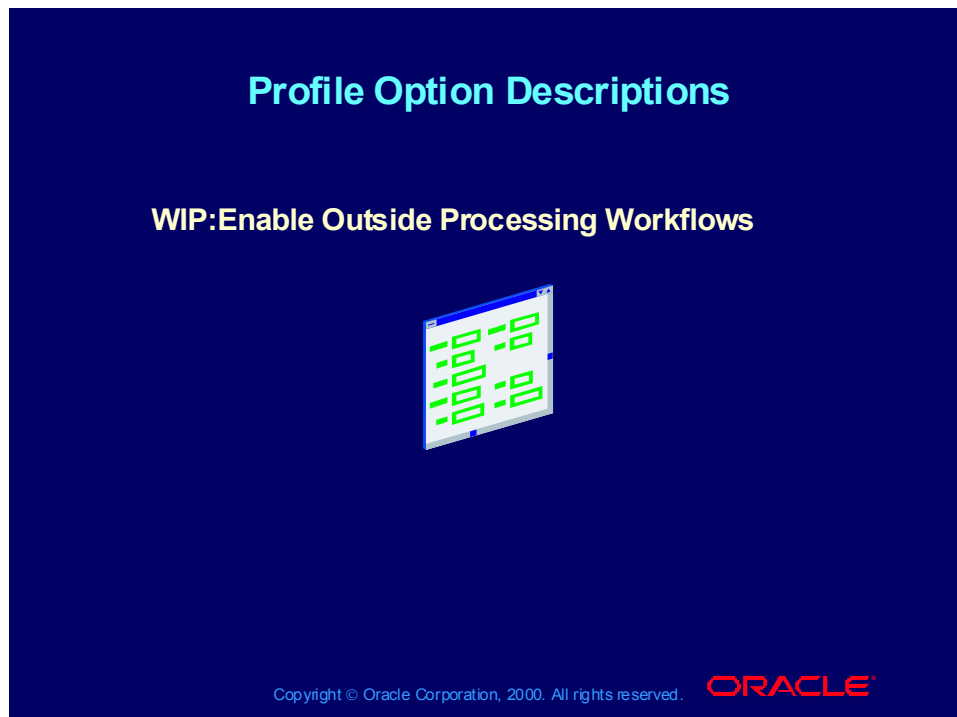 Profile Option Descriptions
WIP:Enable Outside Processing Workflows
Copyright © Oracle Corporation, 2000. All rights reserved.
ORACLE®